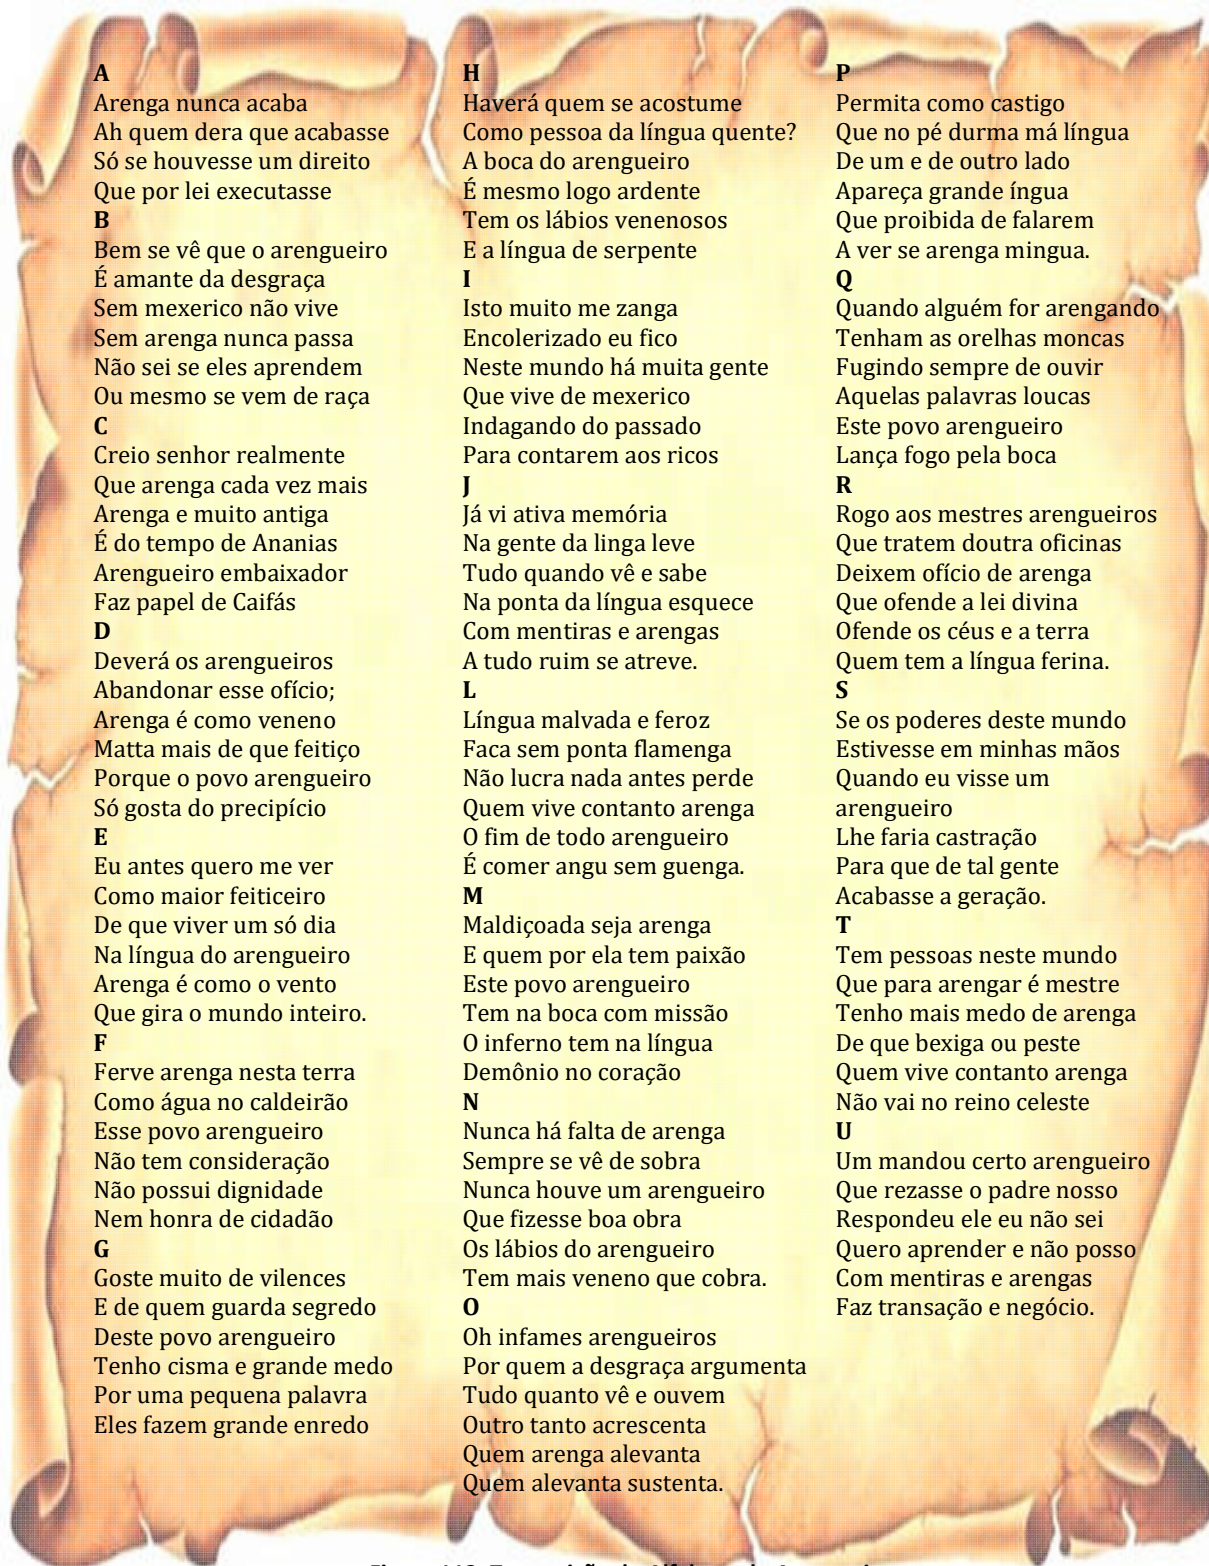 A
Arenga nunca acaba
Ah quem dera que acabasse
Só se houvesse um direito
Que por lei executasse
B
Bem se vê que o arengueiro
É amante da desgraça
Sem mexerico não vive
Sem arenga nunca passa
Não sei se eles aprendem
Ou mesmo se vem de raça
C
Creio senhor realmente
Que arenga cada vez mais
Arenga e muito antiga
É do tempo de Ananias
Arengueiro embaixador
Faz papel de Caifás
D
Deverá os arengueiros
Abandonar esse ofício;
Arenga é como veneno
Matta mais de que feitiço
Porque o povo arengueiro
Só gosta do precipício
E
Eu antes quero me ver
Como maior feiticeiro
De que viver um só dia
Na língua do arengueiro
Arenga é como o vento
Que gira o mundo inteiro.
F
Ferve arenga nesta terra
Como água no caldeirão
Esse povo arengueiro
Não tem consideração
Não possui dignidade
Nem honra de cidadão
G
Goste muito de vilences
E de quem guarda segredo
Deste povo arengueiro
Tenho cisma e grande medo
Por uma pequena palavra
Eles fazem grande enredo
H
Haverá quem se acostume
Como pessoa da língua quente?
A boca do arengueiro
É mesmo logo ardente
Tem os lábios venenosos
E a língua de serpente
I
Isto muito me zanga
Encolerizado eu fico
Neste mundo há muita gente
Que vive de mexerico
Indagando do passado
Para contarem aos ricos
J
Já vi ativa memória
Na gente da linga leve
Tudo quando vê e sabe
Na ponta da língua esquece
Com mentiras e arengas
A tudo ruim se atreve.
L
Língua malvada e feroz
Faca sem ponta flamenga
Não lucra nada antes perde
Quem vive contanto arenga
O fim de todo arengueiro
É comer angu sem guenga.
M
Maldiçoada seja arenga
E quem por ela tem paixão
Este povo arengueiro
Tem na boca com missão
O inferno tem na língua
Demônio no coração
N
Nunca há falta de arenga
Sempre se vê de sobra
Nunca houve um arengueiro
Que fizesse boa obra
Os lábios do arengueiro
Tem mais veneno que cobra.
O
Oh infames arengueiros
Por quem a desgraça argumenta
Tudo quanto vê e ouvem
Outro tanto acrescenta
Quem arenga alevanta
Quem alevanta sustenta.
P
Permita como castigo
Que no pé durma má língua
De um e de outro lado
Apareça grande íngua
Que proibida de falarem
A ver se arenga mingua.
Q
Quando alguém for arengando
Tenham as orelhas moncas
Fugindo sempre de ouvir
Aquelas palavras loucas
Este povo arengueiro
Lança fogo pela boca
R
Rogo aos mestres arengueiros
Que tratem doutra oficinas
Deixem ofício de arenga
Que ofende a lei divina
Ofende os céus e a terra
Quem tem a língua ferina.
S
Se os poderes deste mundo
Estivesse em minhas mãos
Quando eu visse um
arengueiro
Lhe faria castração
Para que de tal gente
Acabasse a geração.
T
Tem pessoas neste mundo
Que para arengar é mestre
Tenho mais medo de arenga
De que bexiga ou peste
Quem vive contanto arenga
Não vai no reino celeste
U
Um mandou certo arengueiro
Que rezasse o padre nosso
Respondeu ele eu não sei
Quero aprender e não posso
Com mentiras e arengas
Faz transação e negócio.